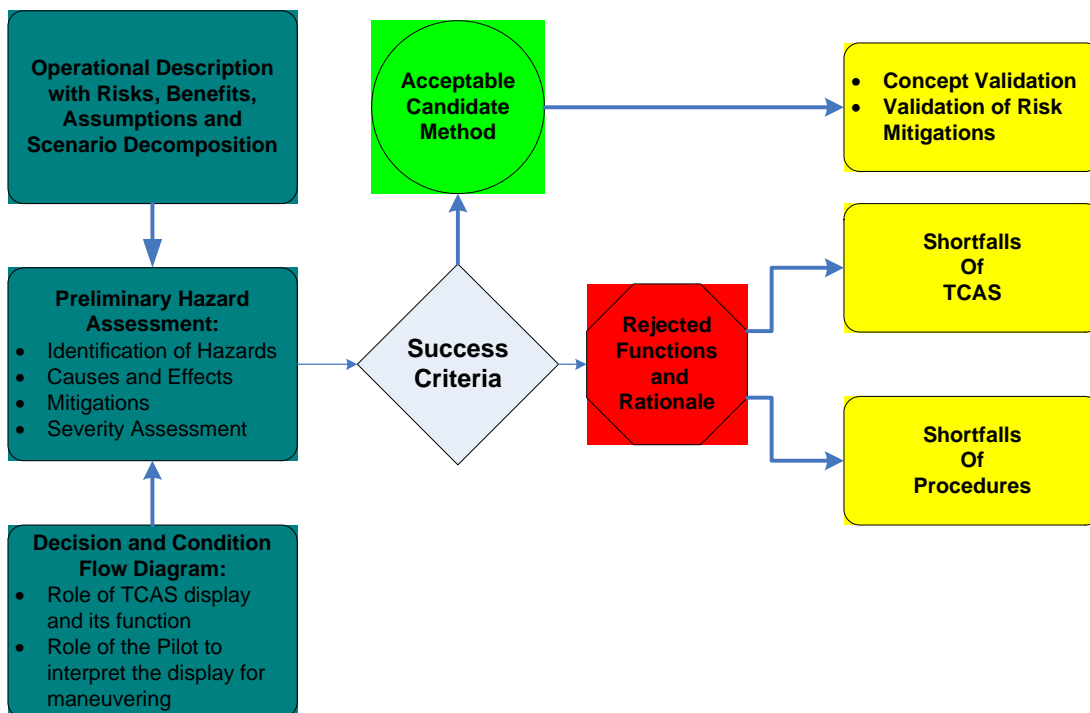 Operational Description
with Risks, Benefits,
Assumptions and
Scenario Decomposition
Preliminary Hazard
Assessment:
• Identification of Hazards
• Causes and Effects
• Mitigations
• Severity Assessment
Decision and Condition
Flow Diagram:
• Role of TCAS display
and its function
• Role of the Pilot to
interpret the display for
maneuvering
Success
Criteria
Acceptable
Candidate
Method
Rejected
Functions
and
Rationale
• Concept Validation
• Validation of Risk
Mitigations
Shortfalls
Of
TCAS
Shortfalls
Of
Procedures